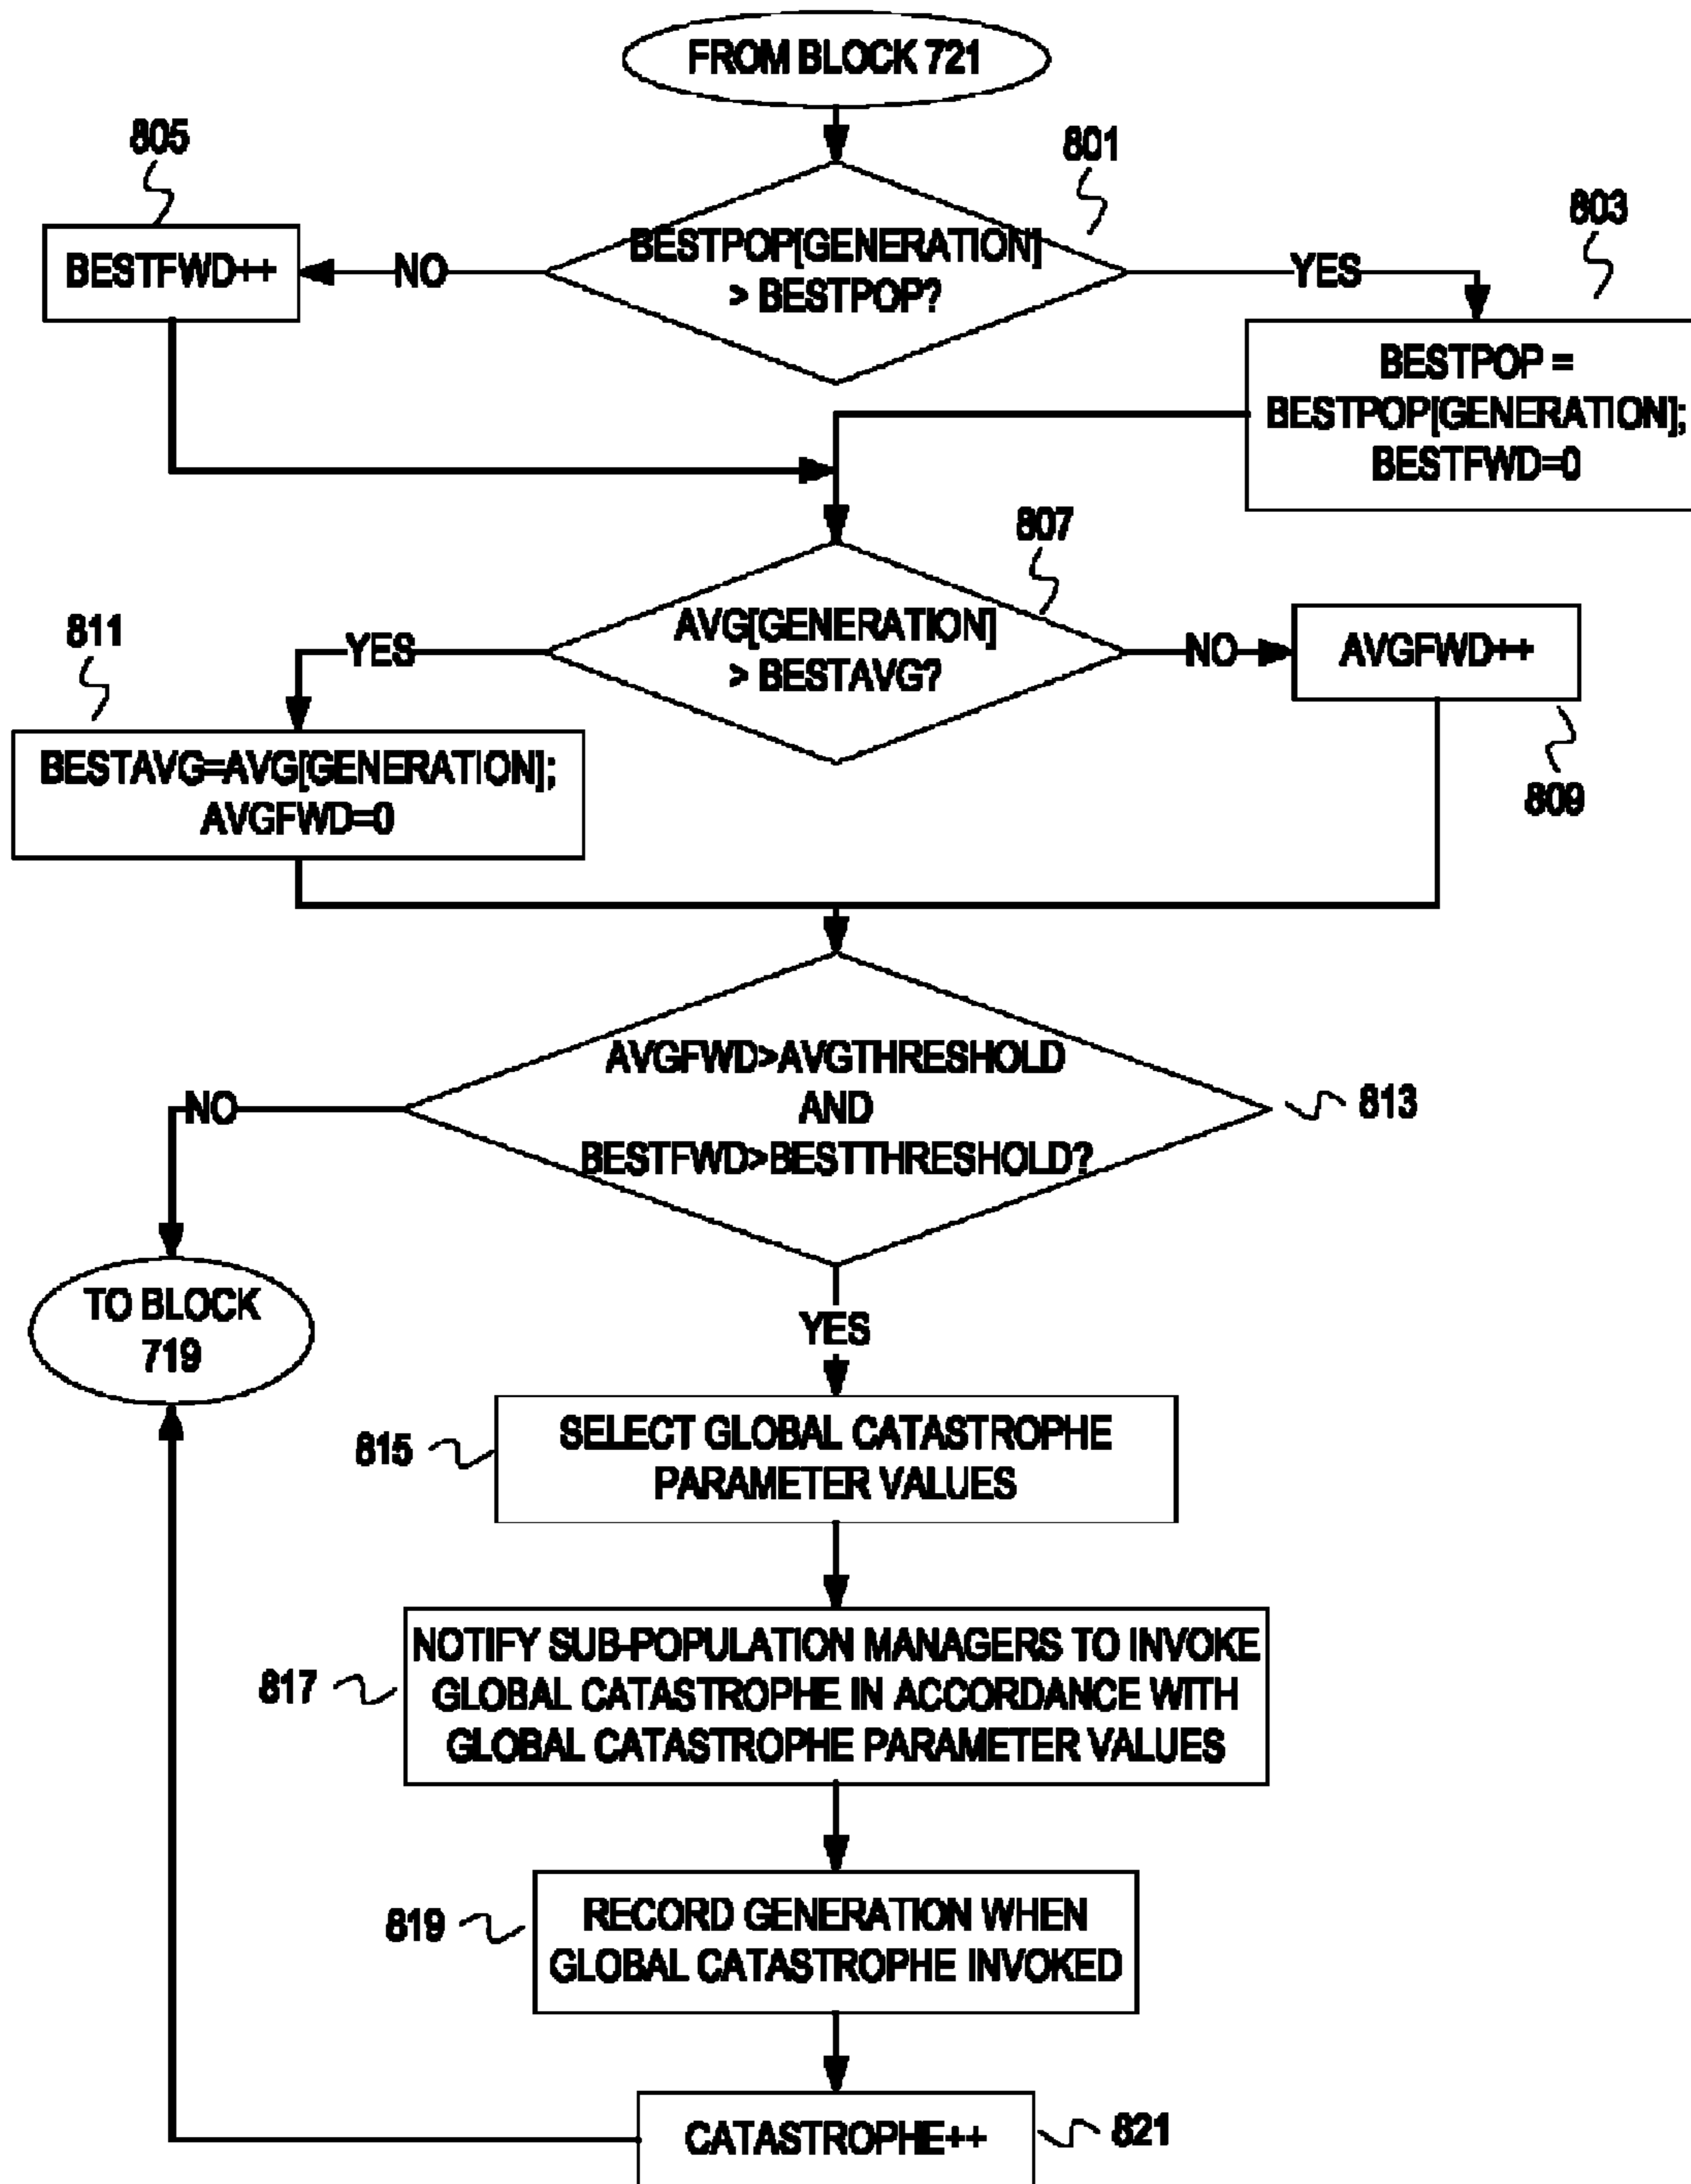 FROM BLOCK 721
805
801
803
BESTPOP[GENERATION]
> BESTPOP?
BESTFWD++
NO
YES
BESTPOP =
BESTPOP[GENERATION];
BESTFWD=0
807
811
AVG[GENERATION]
> BESTAVG?
YES
NO
AVGFWD++
BESTAVG=AVG[GENERATION];
AVGFWD=0
809
AVGFWD>AVGTHRESHOLD
AND
BESTFWD>BESTTHRESHOLD?
NO
813
TO BLOCK
719
YES
815
SELECT GLOBAL CATASTROPHE
PARAMETER VALUES
817
NOTIFY SUB-POPULATION MANAGERS TO INVOKE
GLOBAL CATASTROPHE IN ACCORDANCE WITH
GLOBAL CATASTROPHE PARAMETER VALUES
819
RECORD GENERATION WHEN
GLOBAL CATASTROPHE INVOKED
CATASTROPHE++
821